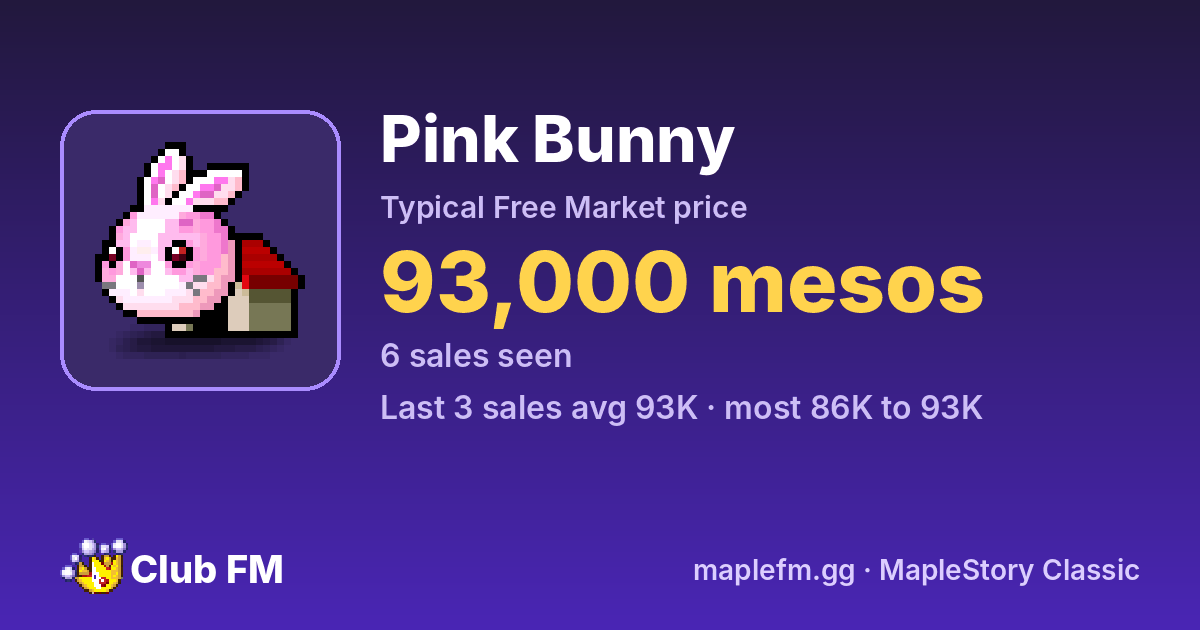 Pink Bunny
Typical Free Market price
93,000 mesos
6 sales seen
Last 3 sales avg 93K · most 86K to 93K
Club FM
maplefm.gg · MapleStory Classic